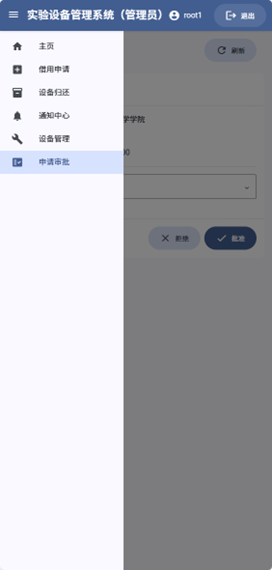 实验设备管理系统（管理员） root1 退出
主页
刷新
借用申请
设备归还
学学院
通知中心
设备管理
申请审批
拒绝 批准